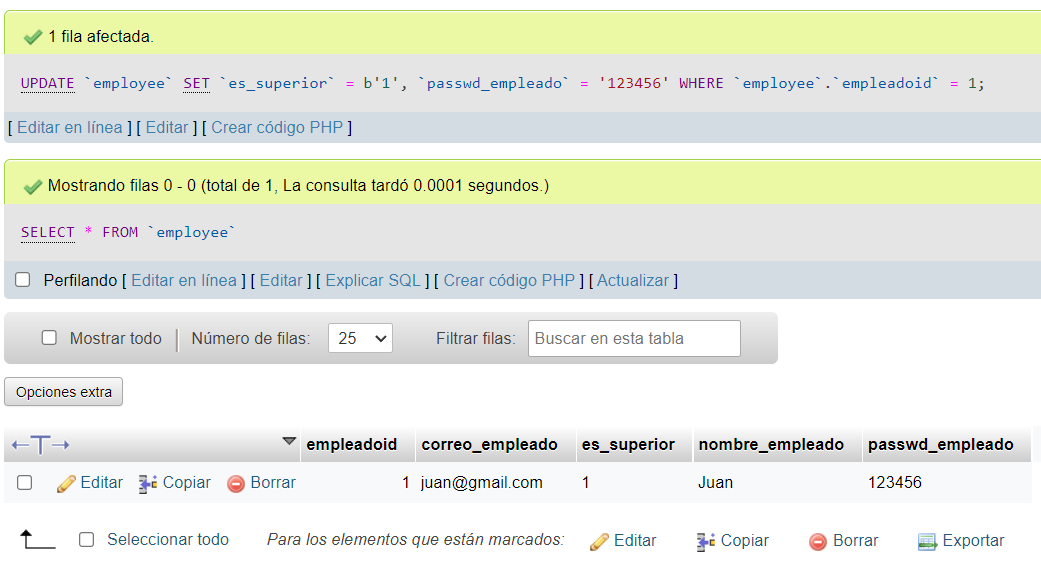 1 fila afectada.
UPDATE `employee` SET `es_superior` = b'1', `passwd_empleado` = '123456' WHERE `employee`.`empleadoid` = 1;
[ Editar en línea ] [ Editar ] [ Crear código PHP ]
Mostrando filas 0 - 0 (total de 1, La consulta tardó 0.0001 segundos.)
SELECT * FROM `employee`
Perfilando [ Editar en línea ] [ Editar ] [ Explicar SQL ] [ Crear código PHP ] [ Actualizar ]
Mostrar todo | Número de filas: 25 Filtrar filas: Buscar en esta tabla
Opciones extra
←T→ empleadoid correo_empleado es_superior nombre_empleado passwd_empleado
Editar Copiar Borrar 1 juan@gmail.com 1 Juan 123456
Seleccionar todo Para los elementos que están marcados: Editar Copiar Borrar Exportar